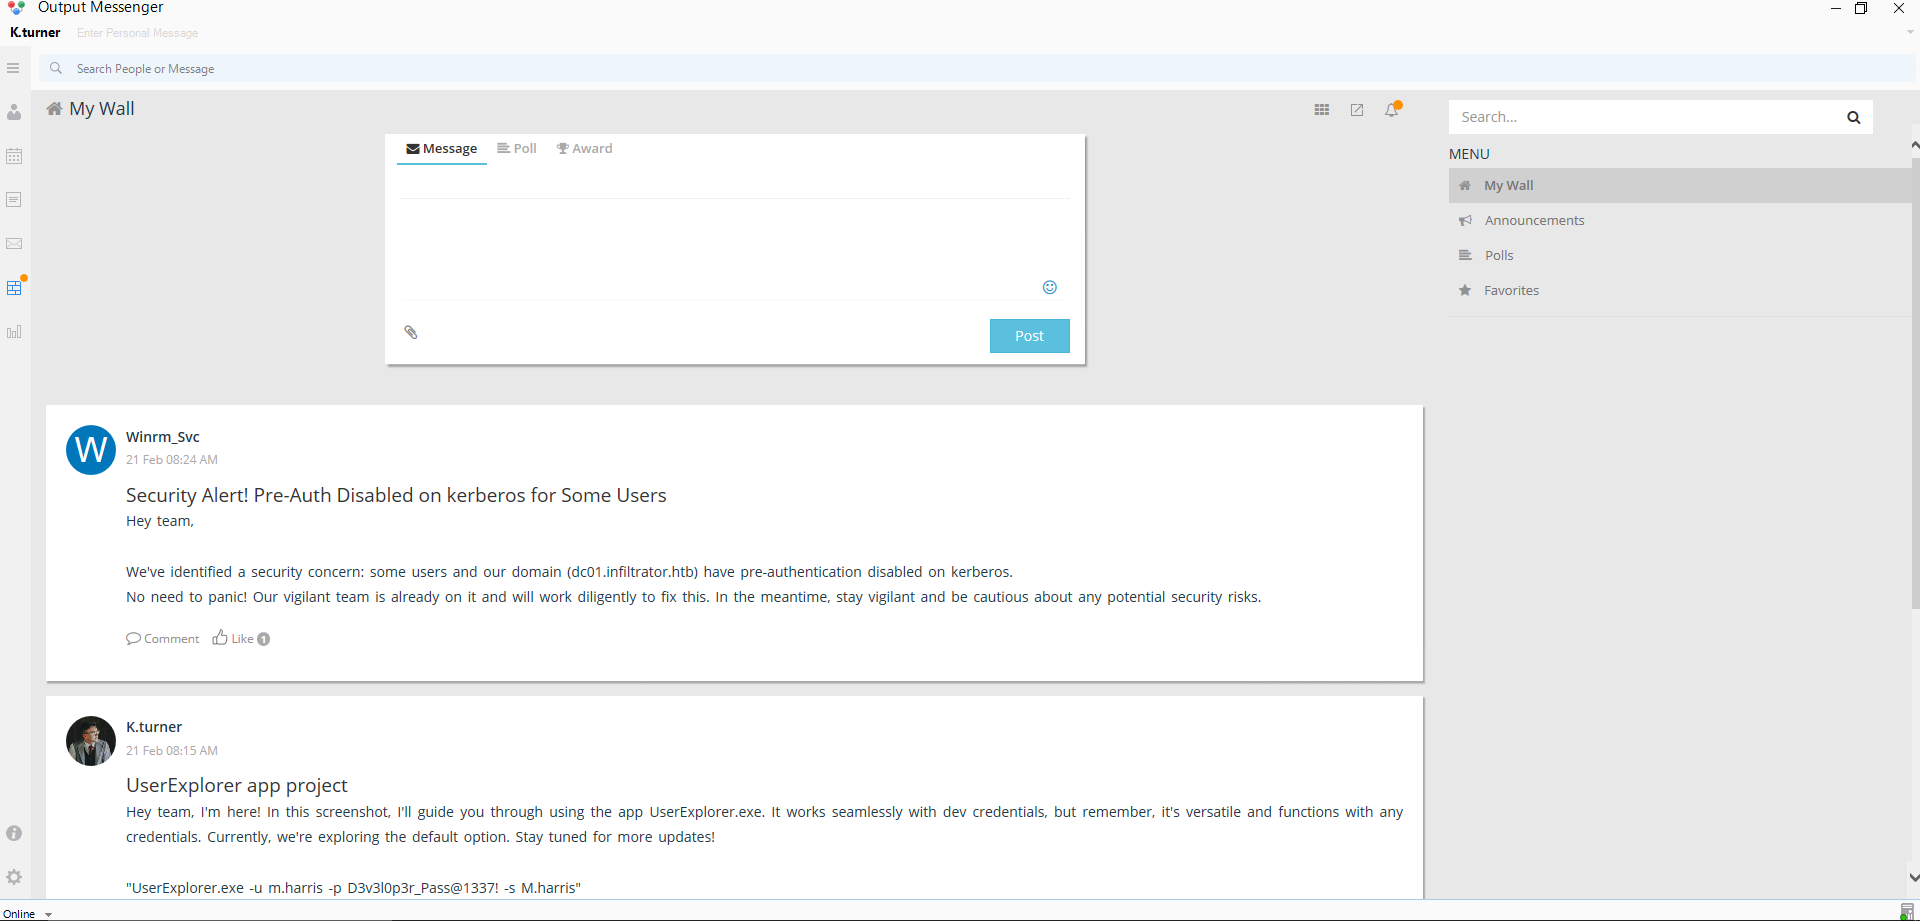 Output Messenger
K.turner Enter Personal Message
Search People or Message
My Wall
Message Poll Award
Post
Search...
MENU
My Wall
Announcements
Polls
Favorites
W
Winrm_Svc
21 Feb 08:24 AM
Security Alert! Pre-Auth Disabled on kerberos for Some Users
Hey team,
We've identified a security concern: some users and our domain (dc01.infiltrator.htb) have pre-authentication disabled on kerberos.
No need to panic! Our vigilant team is already on it and will work diligently to fix this. In the meantime, stay vigilant and be cautious about any potential security risks.
Comment Like 1
K.turner
21 Feb 08:15 AM
UserExplorer app project
Hey team, I'm here! In this screenshot, I'll guide you through using the app UserExplorer.exe. It works seamlessly with dev credentials, but remember, it's versatile and functions with any
credentials. Currently, we're exploring the default option. Stay tuned for more updates!
"UserExplorer.exe -u m.harris -p D3v3l0p3r_Pass@1337! -s M.harris"
Online